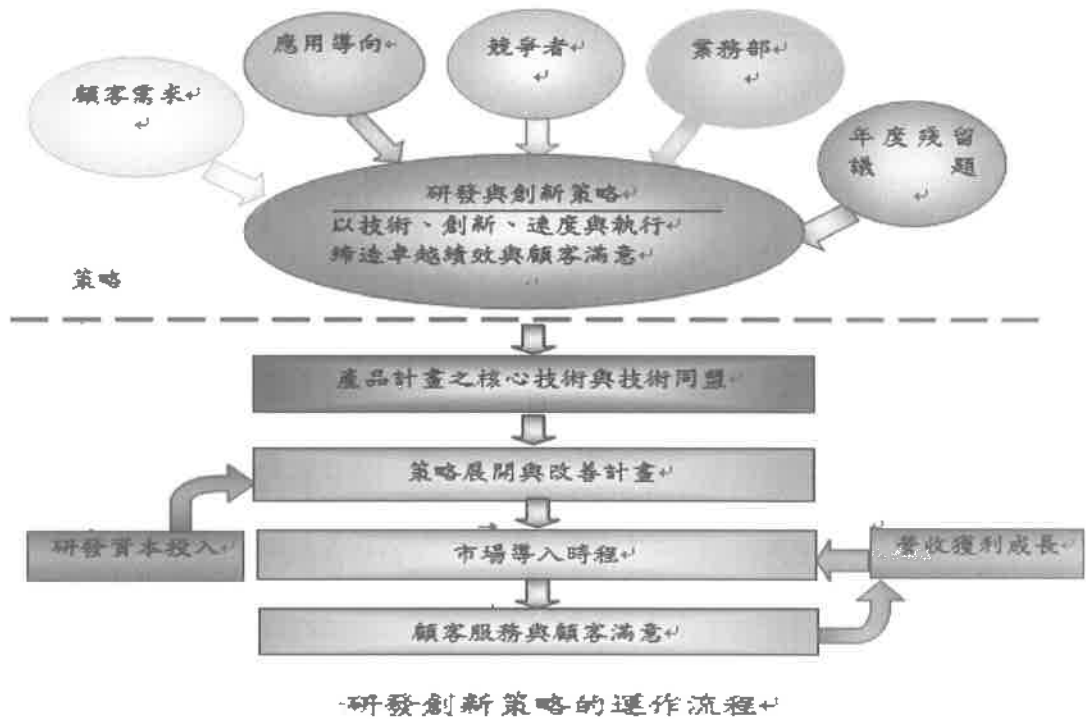 應用導向
競爭者
業務部
顧客需求
年度殘留
議題
研發與創新策略
以技術、創新、速度與執行
締造卓越績效與顧客滿意
策略
產品計畫之核心技術與技術同盟
策略展開與改善計畫
研發資本投入
市場導入時程
營收獲利成長
顧客服務與顧客滿意
研發創新策略的運作流程